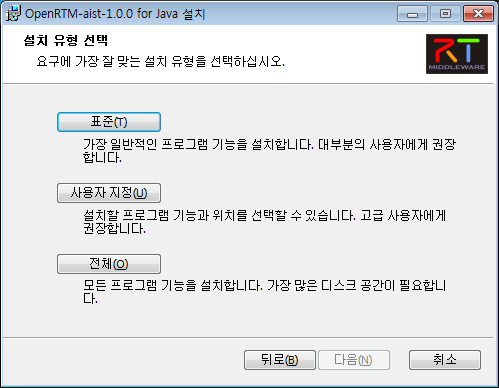 OpenRTM-aist-1.0.0 for Java 설치
설치 유형 선택
요구에 가장 잘 맞는 설치 유형을 선택하십시오.
RT
MIDDLEWARE
표준(T)
가장 일반적인 프로그램 기능을 설치합니다. 대부분의 사용자에게 권장
합니다.
사용자 지정(U)
설치할 프로그램 기능과 위치를 선택할 수 있습니다. 고급 사용자에게
권장합니다.
전체(O)
모든 프로그램 기능을 설치합니다. 가장 많은 디스크 공간이 필요합니
다.
뒤로(B) 다음(N) 취소